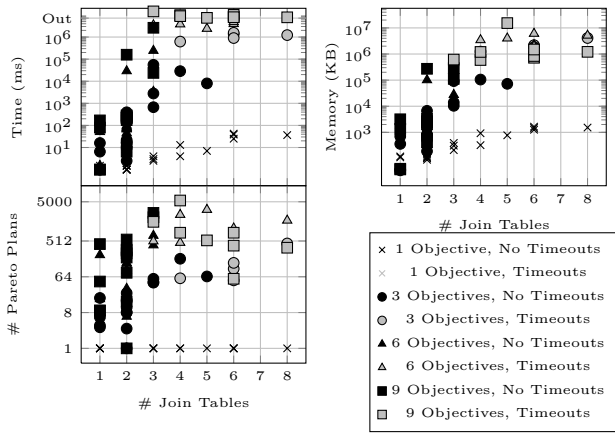 Out
10^6
10^5
10^4
10^3
10^2
10^1
Time (ms)
5000
512
64
8
1
# Pareto Plans
1 2 3 4 5 6 7 8
# Join Tables
10^7
10^6
10^5
10^4
10^3
Memory (KB)
1 2 3 4 5 6 7 8
# Join Tables
1 Objective, No Timeouts
1 Objective, Timeouts
3 Objectives, No Timeouts
3 Objectives, Timeouts
6 Objectives, No Timeouts
6 Objectives, Timeouts
9 Objectives, No Timeouts
9 Objectives, Timeouts